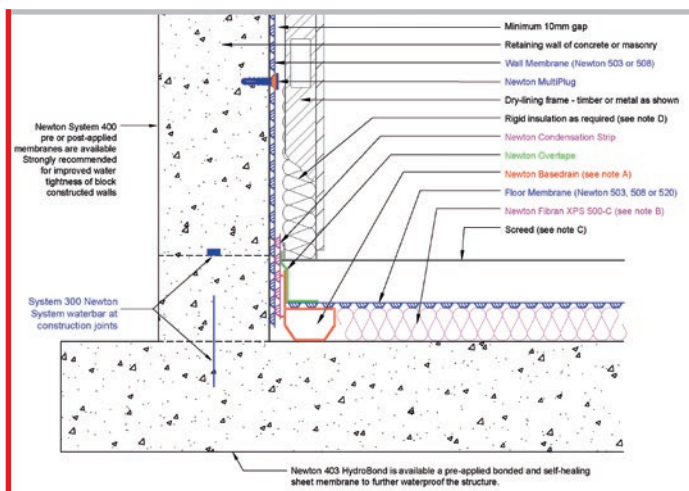 Minimum 10mm gap
Retaining wall of concrete or masonry
Wall Membrane (Newton 503 or 508)
Newton MultiPlug
Dry-lining frame - timber or metal as shown
Rigid insulation as required (see note D)
Newton Condensation Strip
Newton Overtape
Newton Basedrain (see note A)
Floor Membrane (Newton 503, 508 or 520)
Newton Fibran XPS 500-C (see note B)
Screed (see note C)
Newton System 400
pre or post-applied
membranes are available
Strongly recommended
for improved water
tightness of block
constructed walls
System 300 Newton
System waterbar at
construction joints
Newton 403 HydroBond is available a pre-applied bonded and self-healing
sheet membrane to further waterproof the structure.